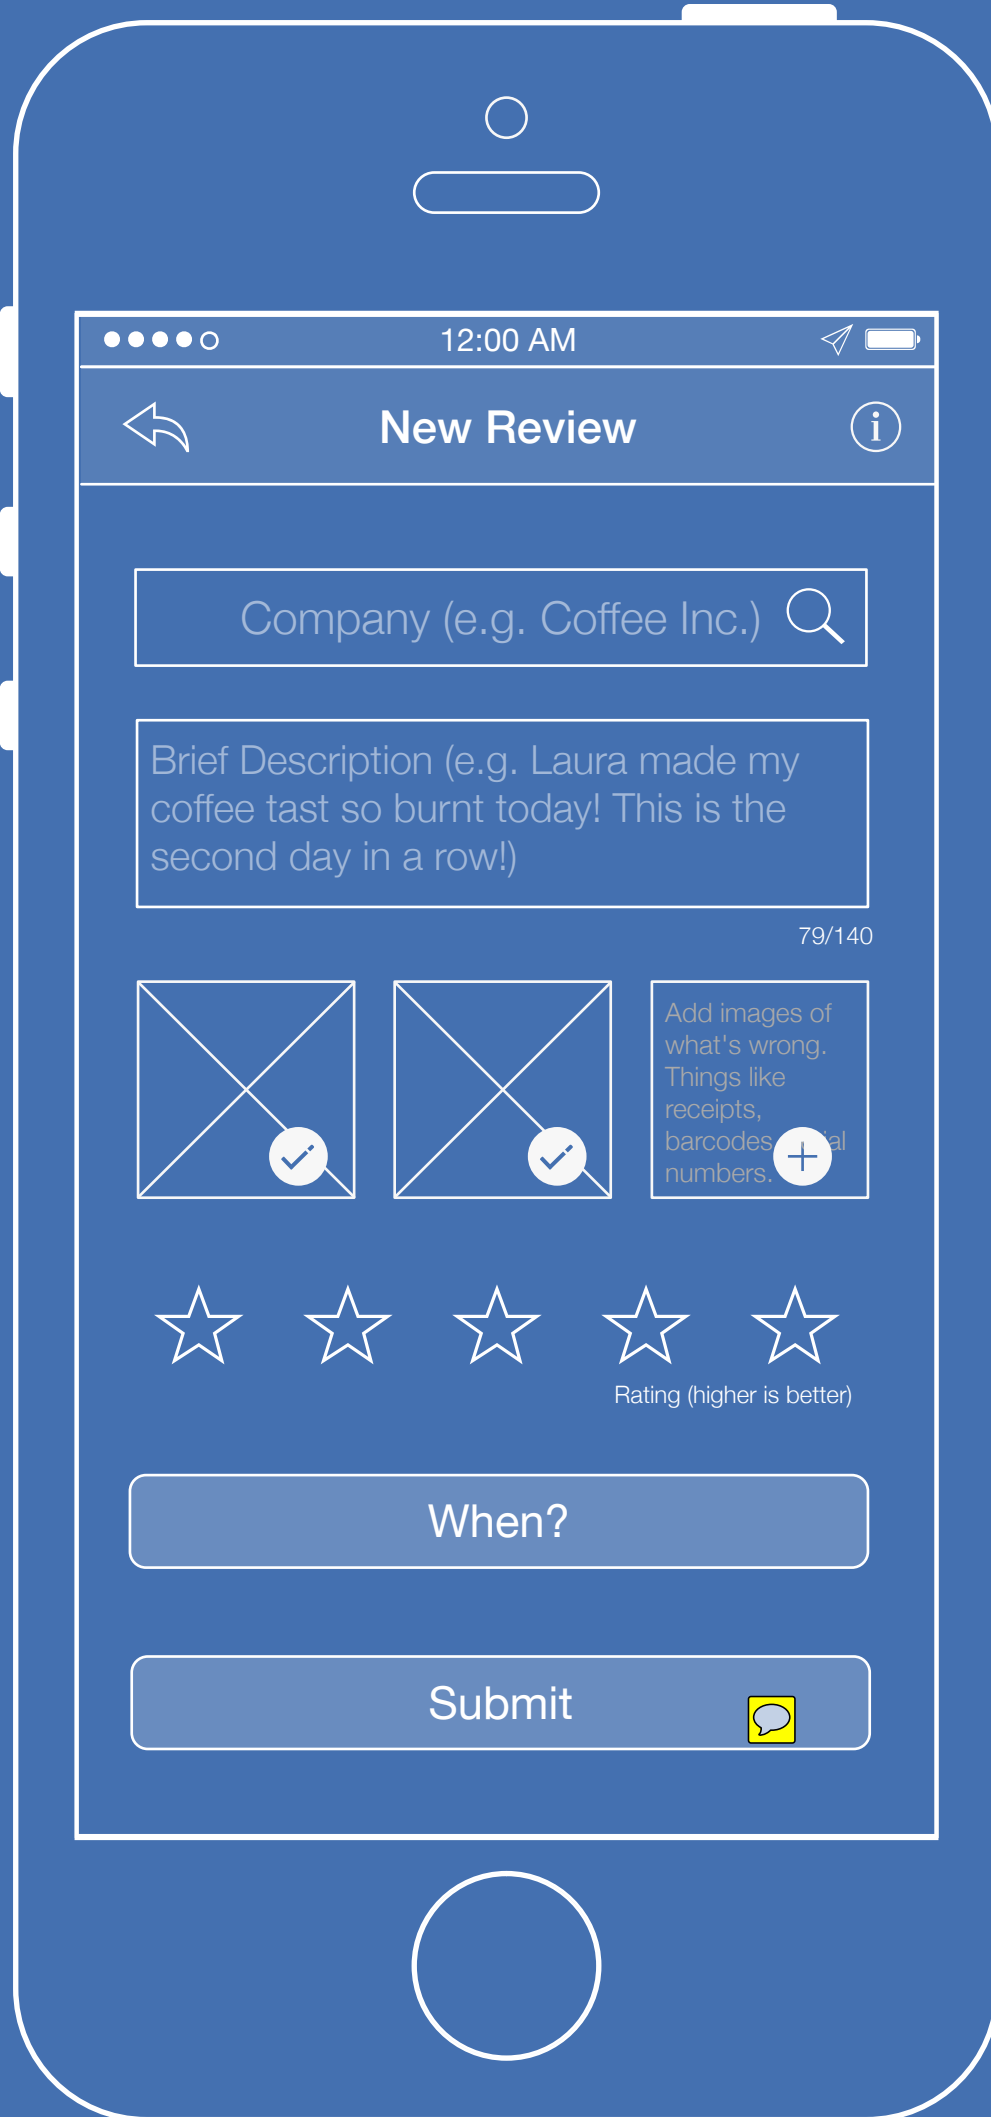 12:00 AM
New Review
i
Company (e.g. Coffee Inc.)
Brief Description (e.g. Laura made my
coffee tast so burnt today! This is the
second day in a row!)
79/140
Add images of
what's wrong.
Things like
receipts,
barcodes
numbers.
Rating (higher is better)
When?
Submit